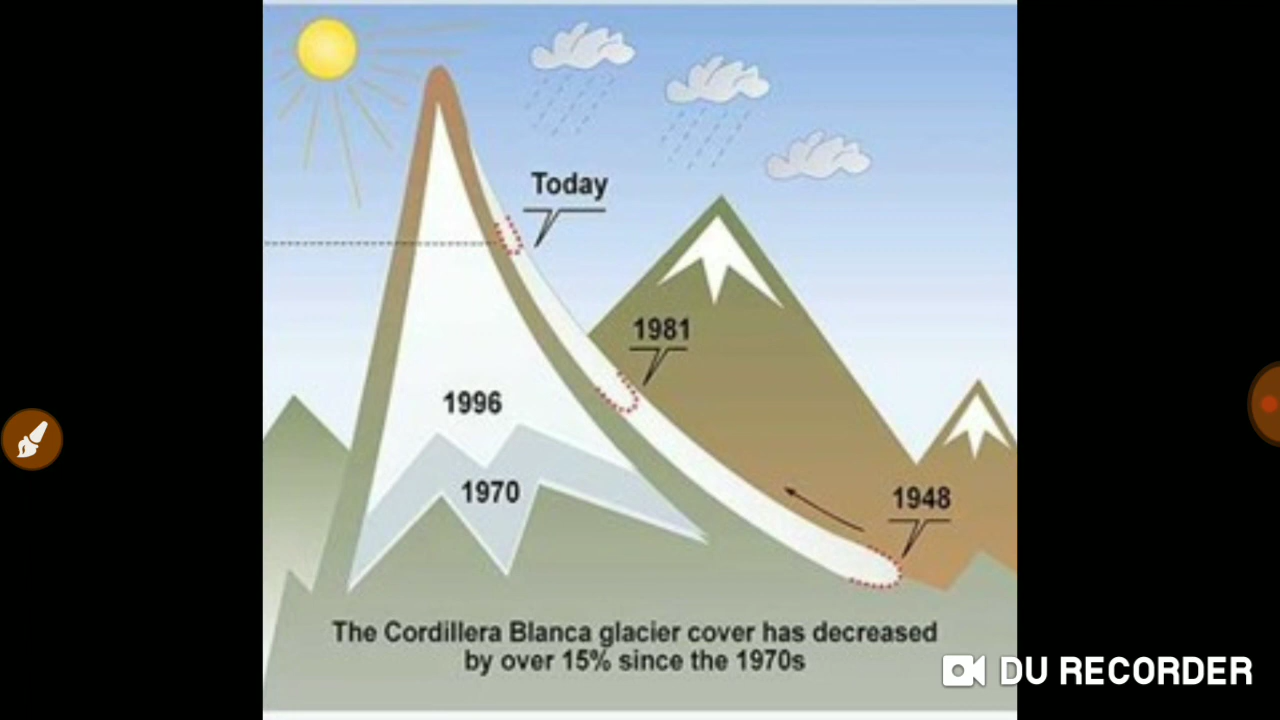 Today
1981
1996
1970
1948
The Cordillera Blanca glacier cover has decreased
by over 15% since the 1970s
DU RECORDER